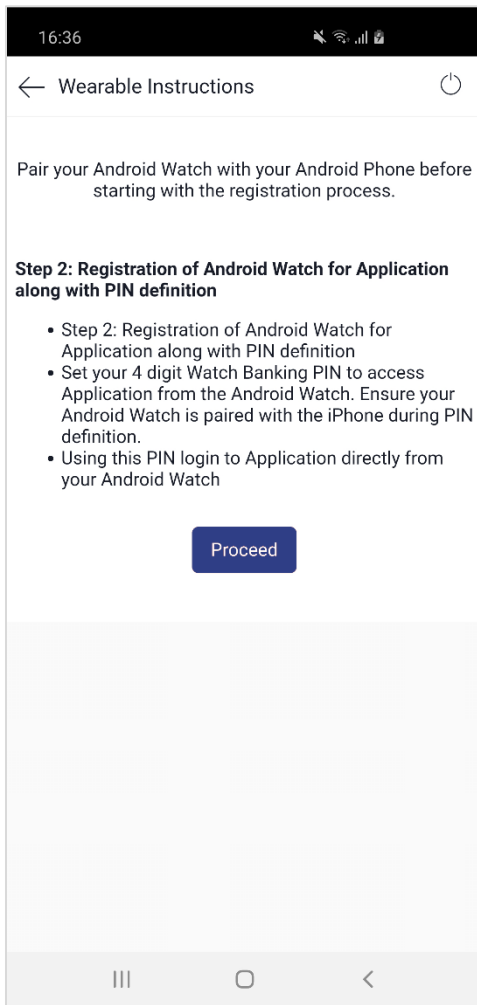 16:36
Wearable Instructions
Pair your Android Watch with your Android Phone before
starting with the registration process.
Step 2: Registration of Android Watch for Application
along with PIN definition
• Step 2: Registration of Android Watch for
Application along with PIN definition
• Set your 4 digit Watch Banking PIN to access
Application from the Android Watch. Ensure your
Android Watch is paired with the iPhone during PIN
definition.
• Using this PIN login to Application directly from
your Android Watch
Proceed